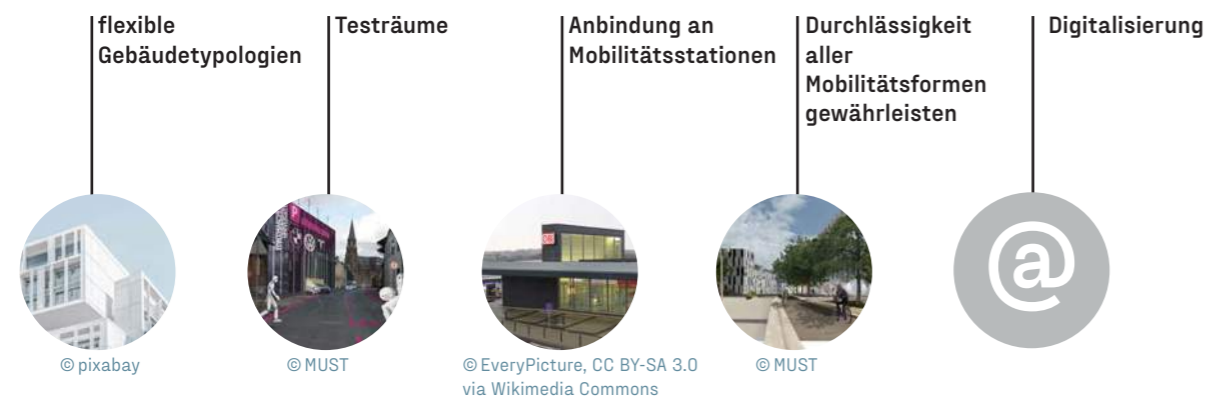 flexible
Gebäudetypologien
Testräume
Anbindung an
Mobilitätsstationen
Durchlässigkeit
aller
Mobilitätsformen
gewährleisten
Digitalisierung
DB
@
© pixabay
© MUST
© EveryPicture, CC BY-SA 3.0
via Wikimedia Commons
© MUST